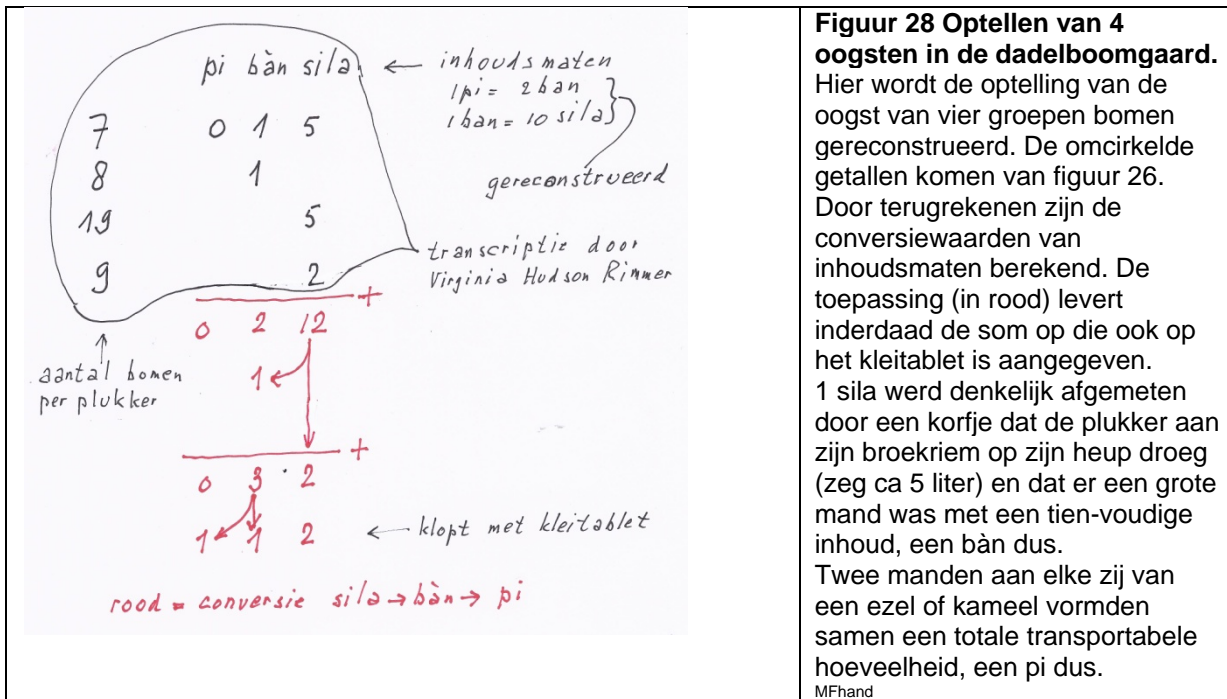 pi bàn sila ← inhoudsmaten
1pi = 2 ban
1 ban = 10 sila
7 0 1 5
8 1
gereconstrueerd
19 5
transcriptie door
Virginia Hudson Rimmer
9 2
+
0 2 12
aantal bomen
per plukker
1
+
0 3 2
1 1 2 ← klopt met kleitablet
rood = conversie sila → bàn → pi
Figuur 28 Optellen van 4
oogsten in de dadelboomgaard.
Hier wordt de optelling van de
oogst van vier groepen bomen
gereconstrueerd. De omcirkelde
getallen komen van figuur 26.
Door terugrekenen zijn de
conversiewaarden van
inhoudsmaten berekend. De
toepassing (in rood) levert
inderdaad de som op die ook op
het kleitablet is aangegeven.
1 sila werd denkelijk afgemeten
door een korfje dat de plukker aan
zijn broekriem op zijn heup droeg
(zeg ca 5 liter) en dat er een grote
mand was met een tien-voudige
inhoud, een bàn dus.
Twee manden aan elke zij van
een ezel of kameel vormden
samen een totale transportabele
hoeveelheid, een pi dus.
MFhand